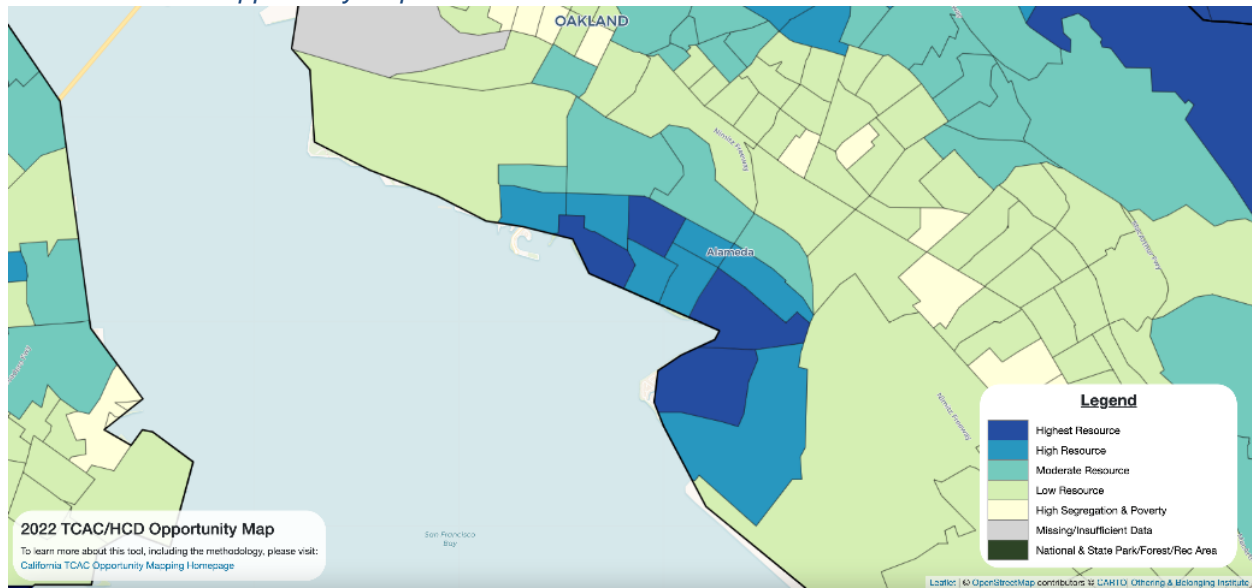 OAKLAND
Nimitz Freeway
Alameda
MacArthur Fwy
Nimitz Freeway
San Francisco
Bay
Legend
Highest Resource
High Resource
Moderate Resource
Low Resource
High Segregation & Poverty
Missing/Insufficient Data
National & State Park/Forest/Rec Area
2022 TCAC/HCD Opportunity Map
To learn more about this tool, including the methodology, please visit:
California TCAC Opportunity Mapping Homepage
Leaflet | © OpenStreetMap contributors © CARTO| Othering & Belonging Institute